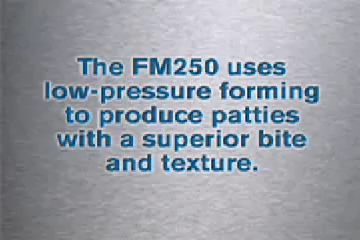 The FM250 uses
low-pressure forming
to produce patties
with a superior bite
and texture.